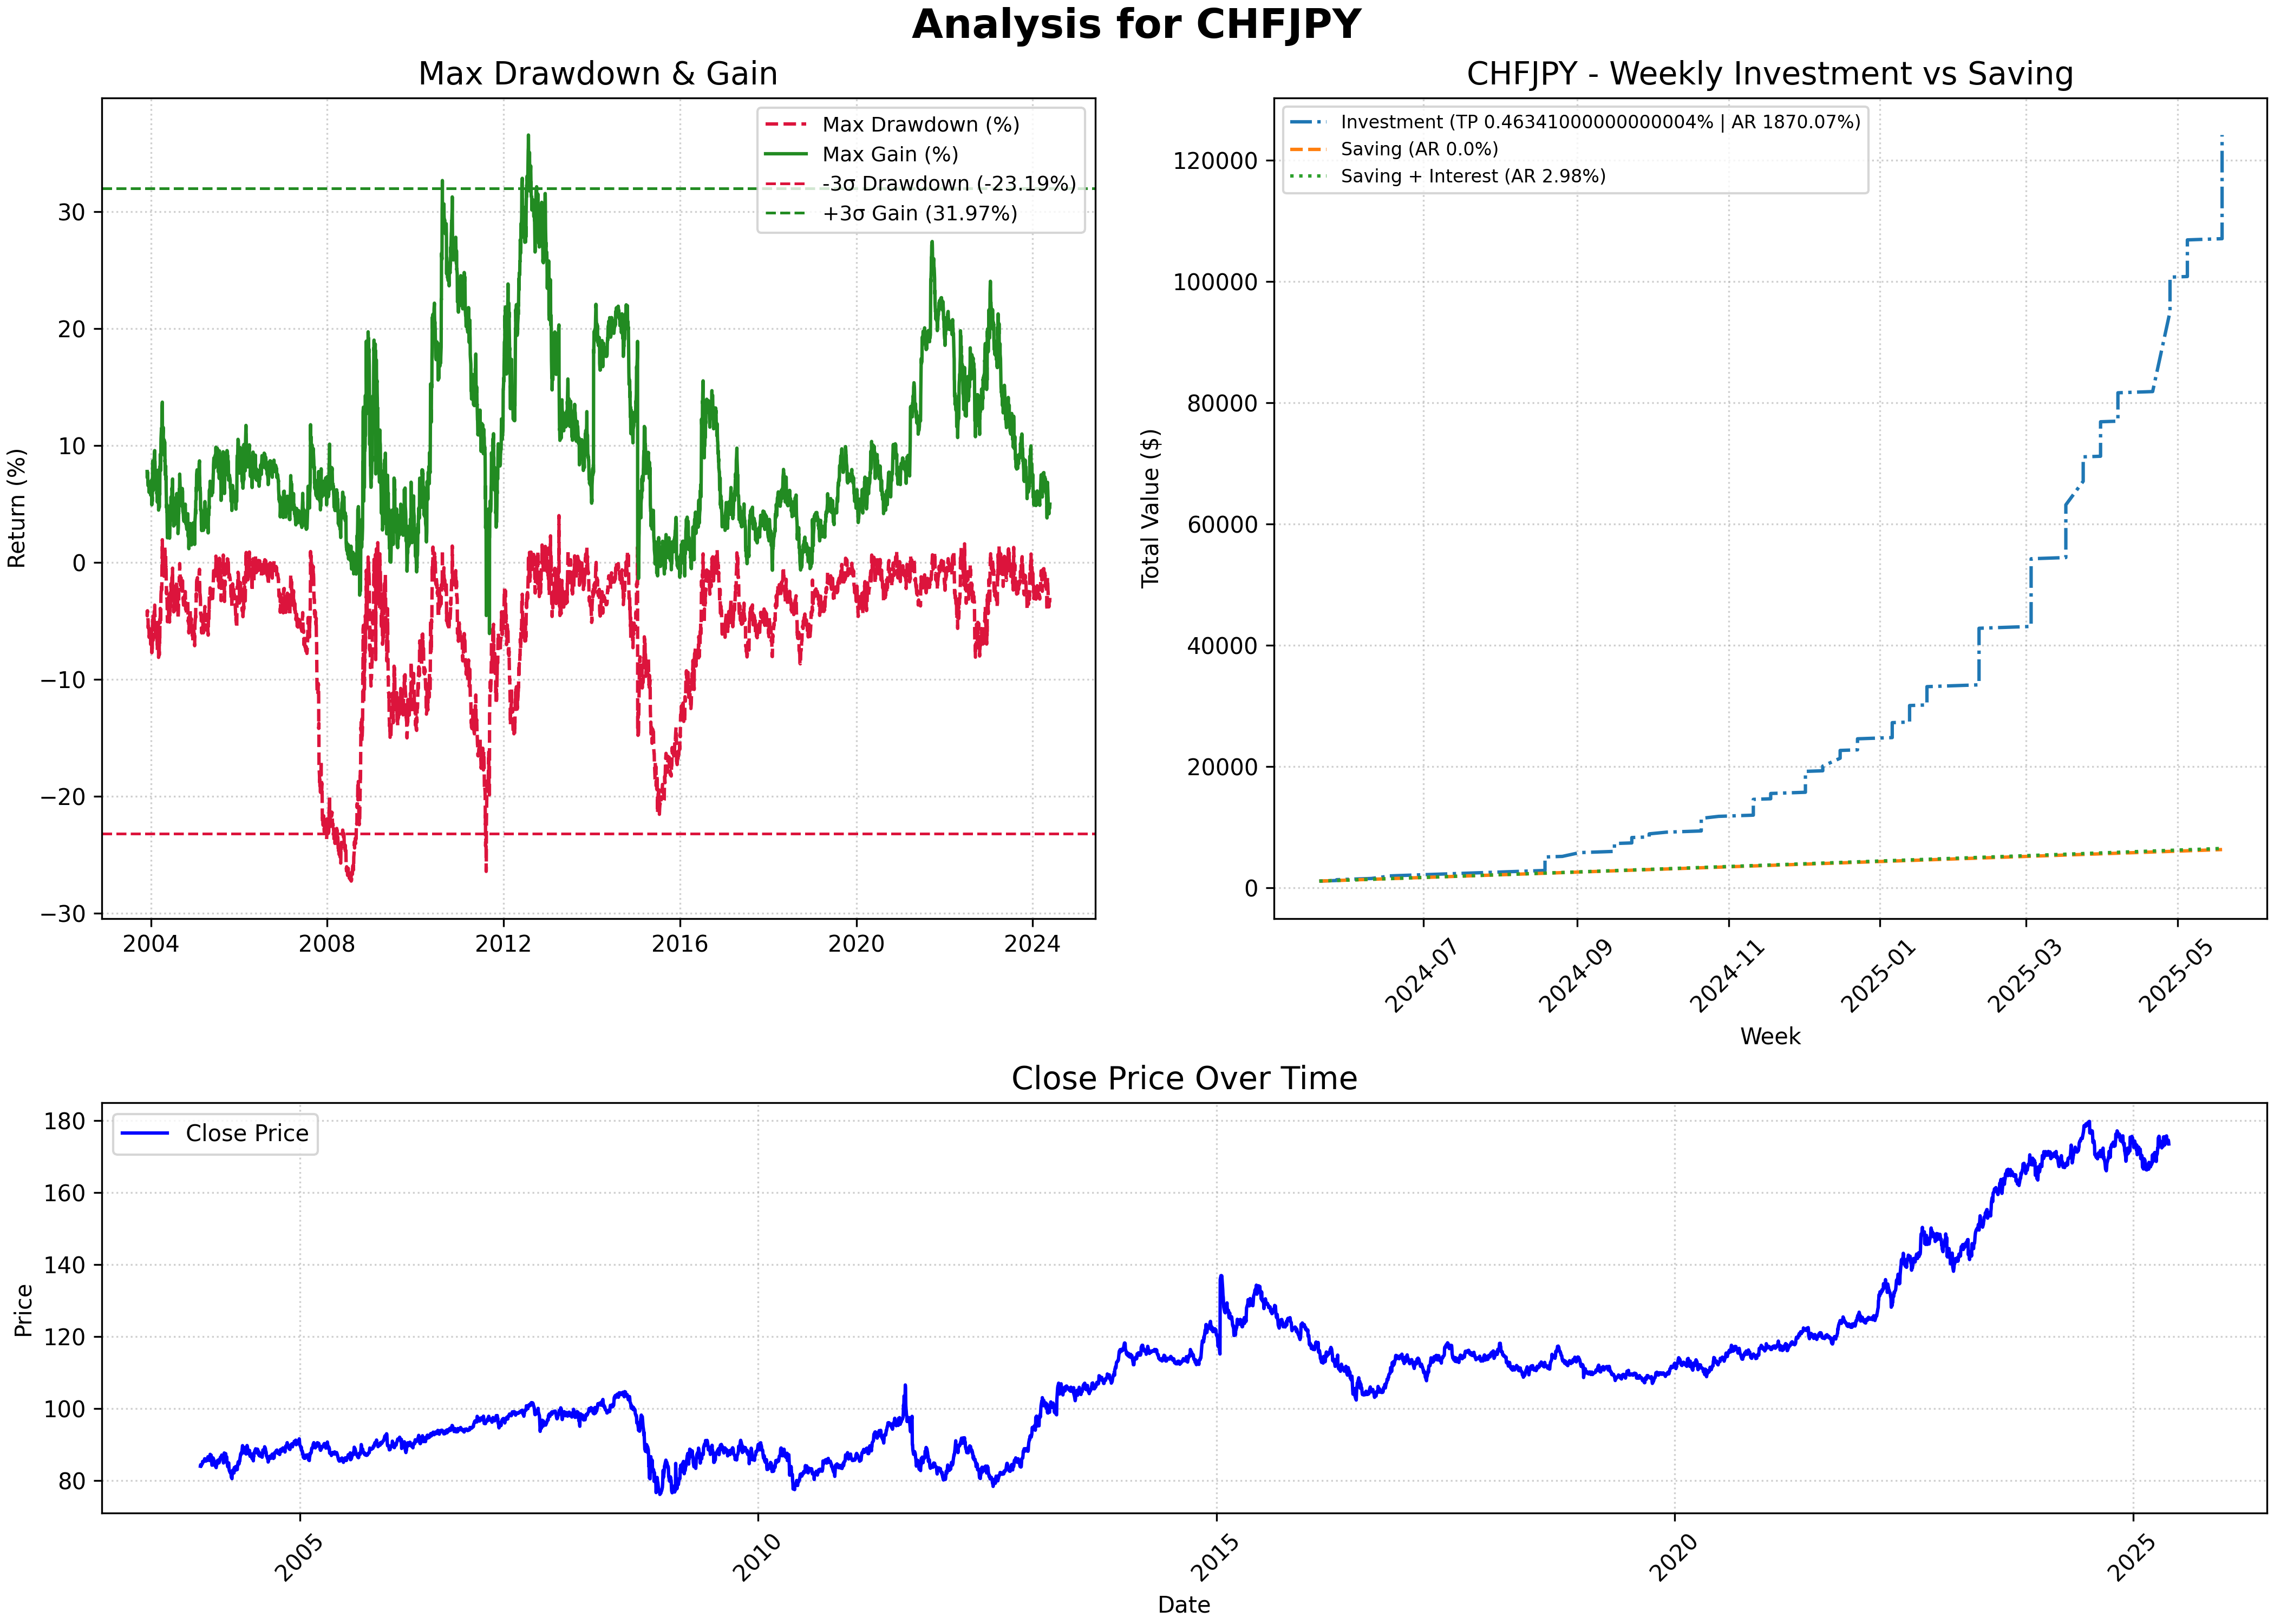 Analysis for CHFJPY
Max Drawdown & Gain
Return (%)
30
20
10
0
−10
−20
−30
2004
2008
2012
2016
2020
2024
Max Drawdown (%)
Max Gain (%)
-3σ Drawdown (-23.19%)
+3σ Gain (31.97%)
CHFJPY - Weekly Investment vs Saving
Total Value ($)
120000
100000
80000
60000
40000
20000
0
2024-07
2024-09
2024-11
2025-01
2025-03
2025-05
Week
Investment (TP 0.46341000000000004% | AR 1870.07%)
Saving (AR 0.0%)
Saving + Interest (AR 2.98%)
Close Price Over Time
Price
180
160
140
120
100
80
2005
2010
2015
2020
2025
Date
Close Price